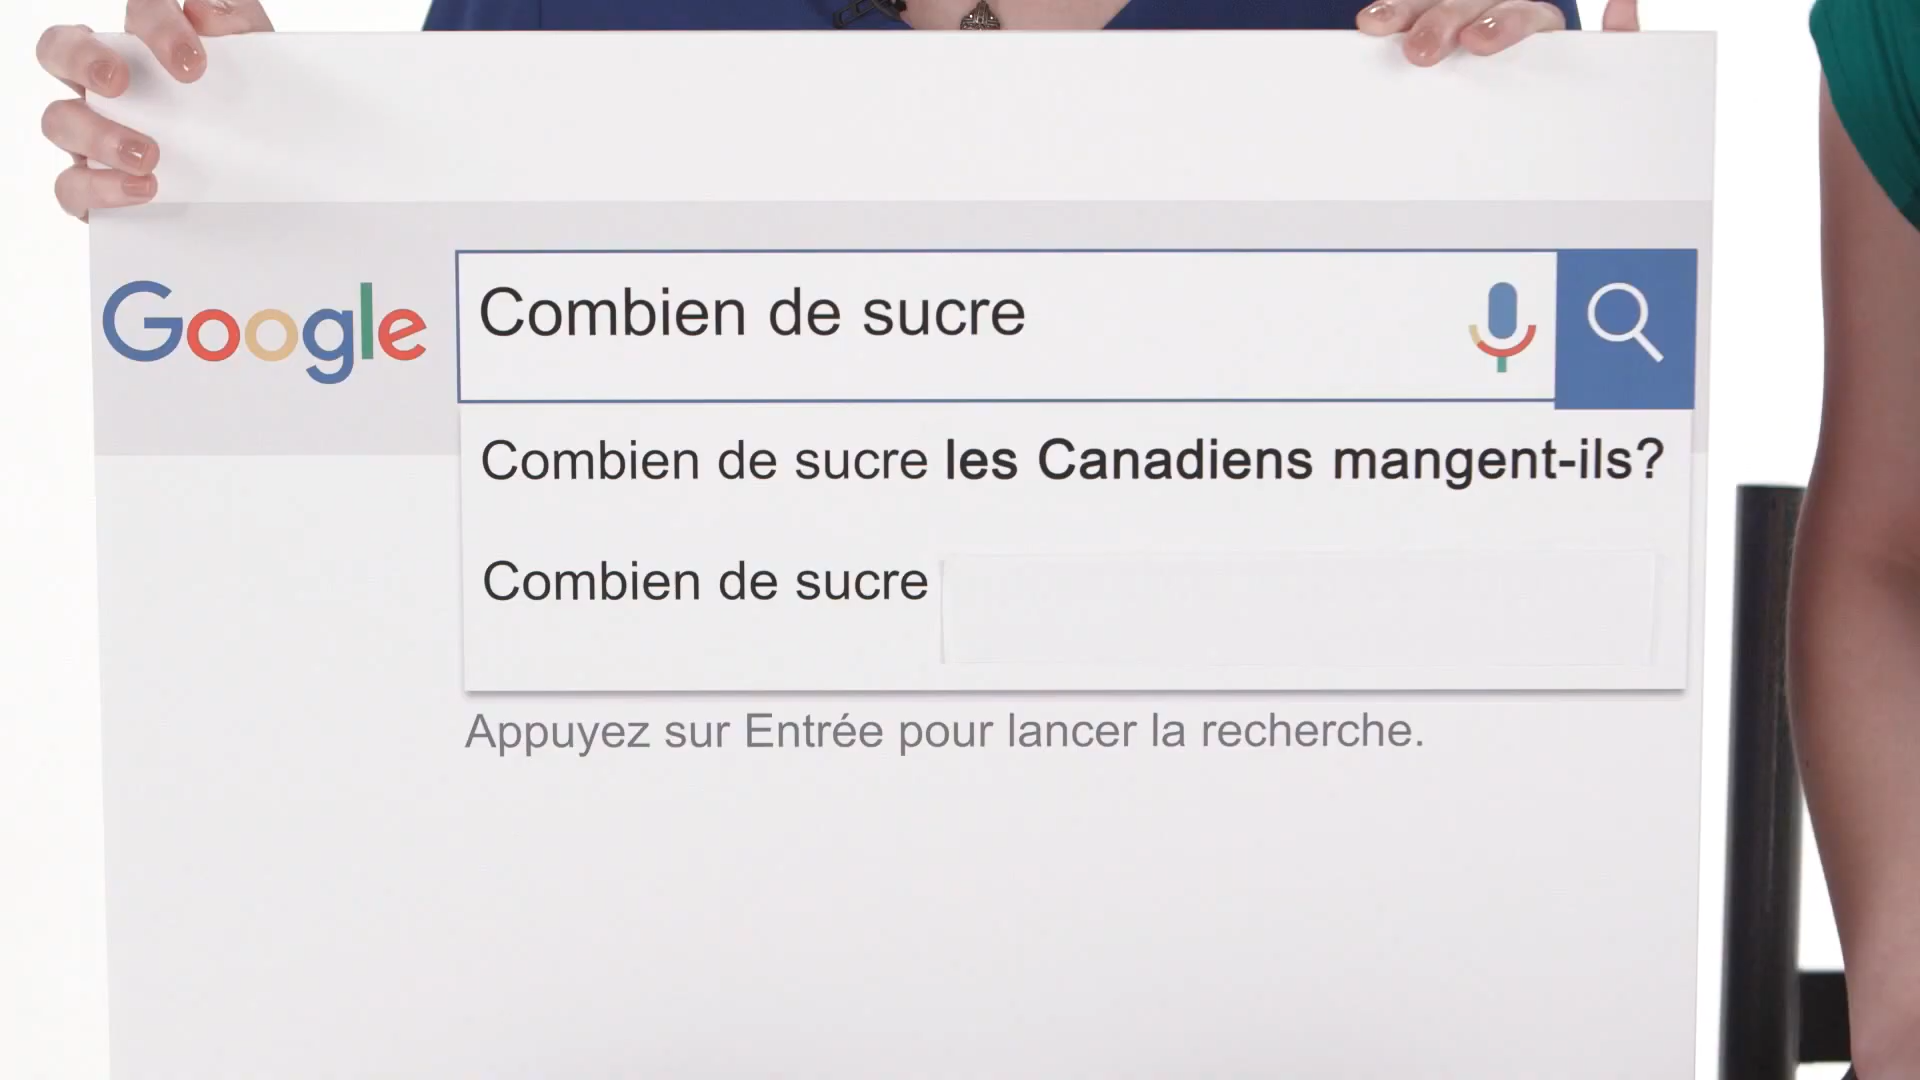 Google
Combien de sucre
Combien de sucre les Canadiens mangent-ils?
Combien de sucre
Appuyez sur Entrée pour lancer la recherche.